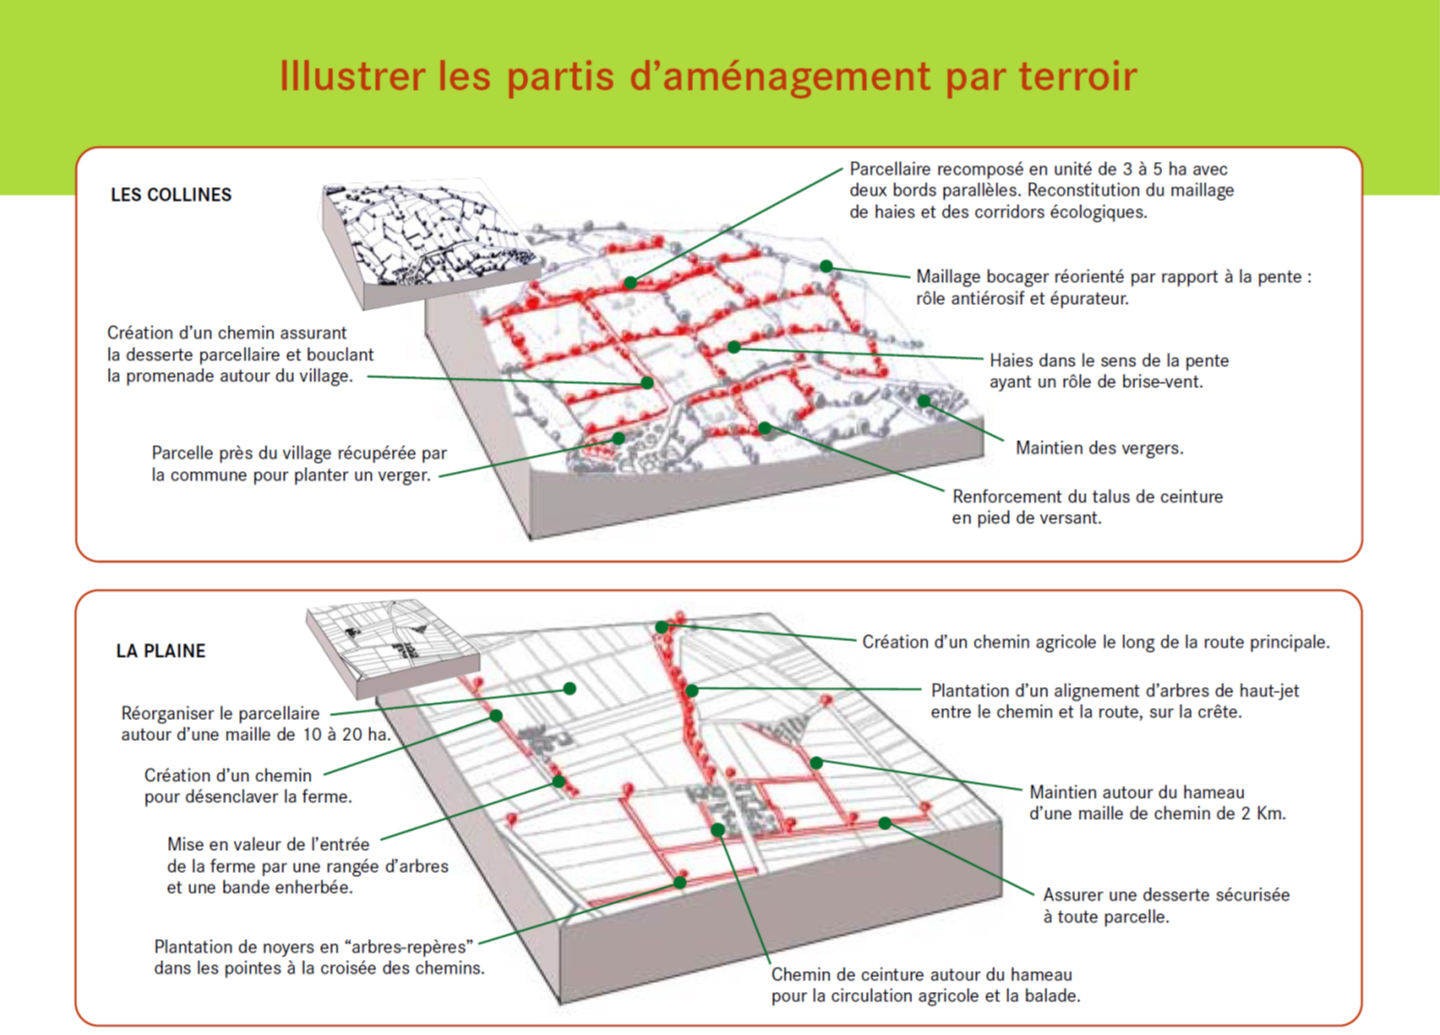 Illustrer les partis d'aménagement par terroir
LES COLLINES
Parcellaire recomposé en unité de 3 à 5 ha avec
deux bords parallèles. Reconstitution du maillage
de haies et des corridors écologiques.
Maillage bocager réorienté par rapport à la pente :
rôle antiérosif et épurateur.
Création d'un chemin assurant
la desserte parcellaire et bouclant
la promenade autour du village.
Haies dans le sens de la pente
ayant un rôle de brise-vent.
Parcelle près du village récupérée par
la commune pour planter un verger.
Maintien des vergers.
Renforcement du talus de ceinture
en pied de versant.
LA PLAINE
Création d'un chemin agricole le long de la route principale.
Plantation d'un alignement d'arbres de haut-jet
entre le chemin et la route, sur la crête.
Réorganiser le parcellaire
autour d'une maille de 10 à 20 ha.
Création d'un chemin
pour désenclaver la ferme.
Maintien autour du hameau
d'une maille de chemin de 2 Km.
Mise en valeur de l'entrée
de la ferme par une rangée d'arbres
et une bande enherbée.
Assurer une desserte sécurisée
à toute parcelle.
Plantation de noyers en “arbres-repères”
dans les pointes à la croisée des chemins.
Chemin de ceinture autour du hameau
pour la circulation agricole et la balade.